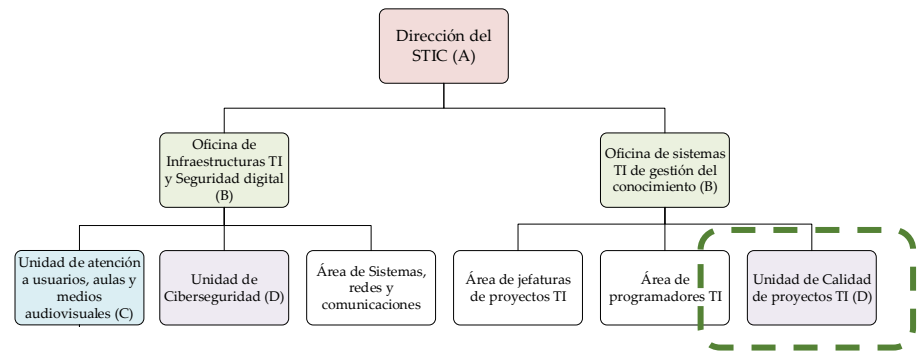 Dirección del
STIC (A)
Oficina de
Infraestructuras TI
y Seguridad digital
(B)
Oficina de sistemas
TI de gestión del
conocimiento (B)
Unidad de atención
a usuarios, aulas y
medios
audiovisuales (C)
Unidad de
Ciberseguridad (D)
Área de Sistemas,
redes y
comunicaciones
Área de jefaturas
de proyectos TI
Área de
programadores TI
Unidad de Calidad
de proyectos TI (D)